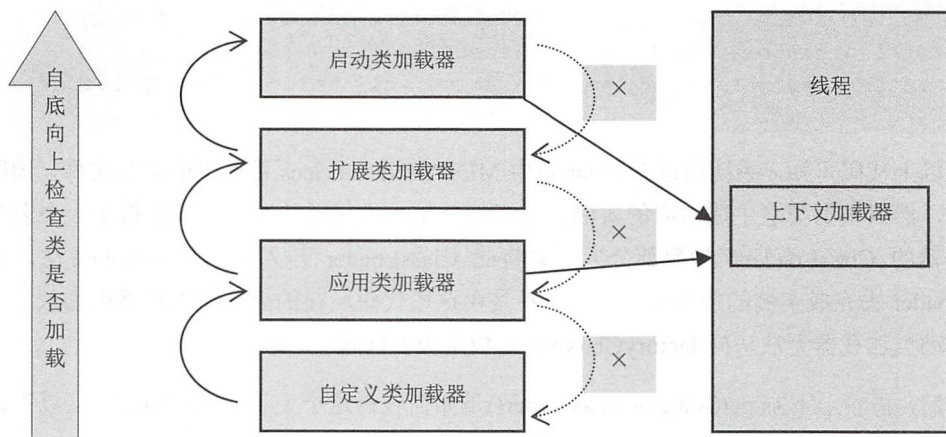 自底向上检查类是否加载
启动类加载器
×
线程
扩展类加载器
上下文加载器
×
应用类加载器
×
自定义类加载器